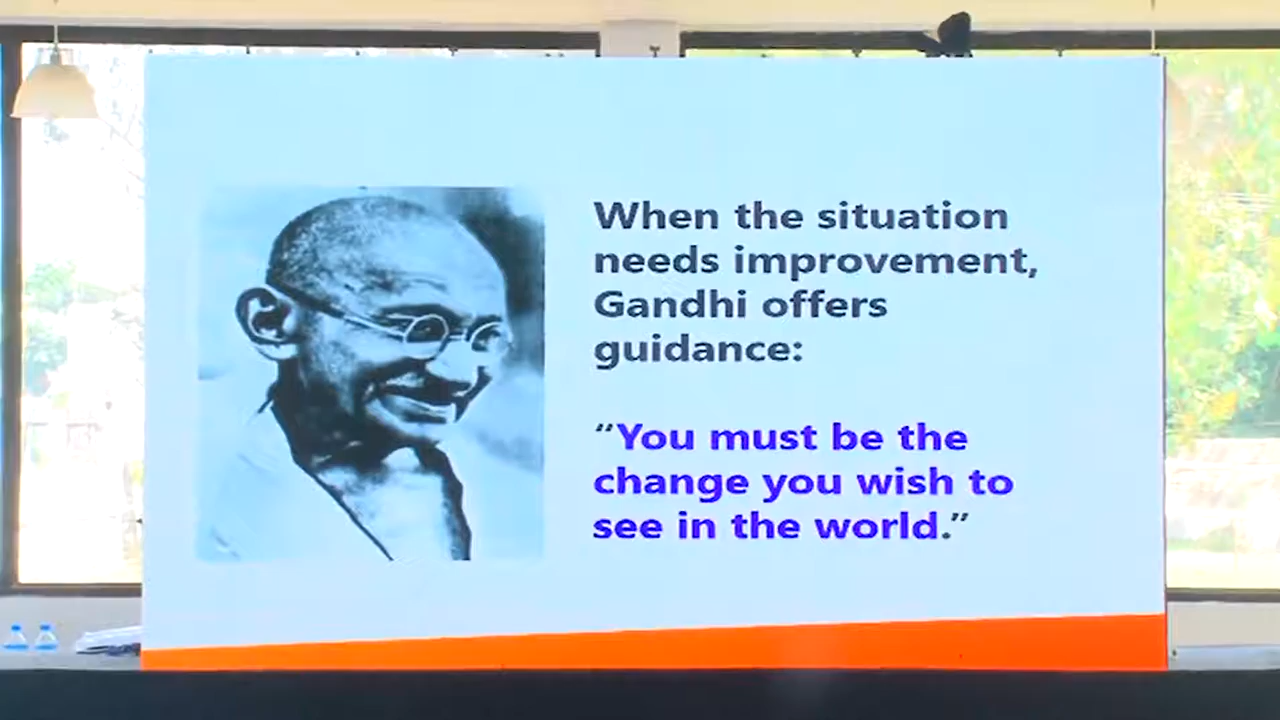 When the situation
needs improvement,
Gandhi offers
guidance:
“You must be the
change you wish to
see in the world.”